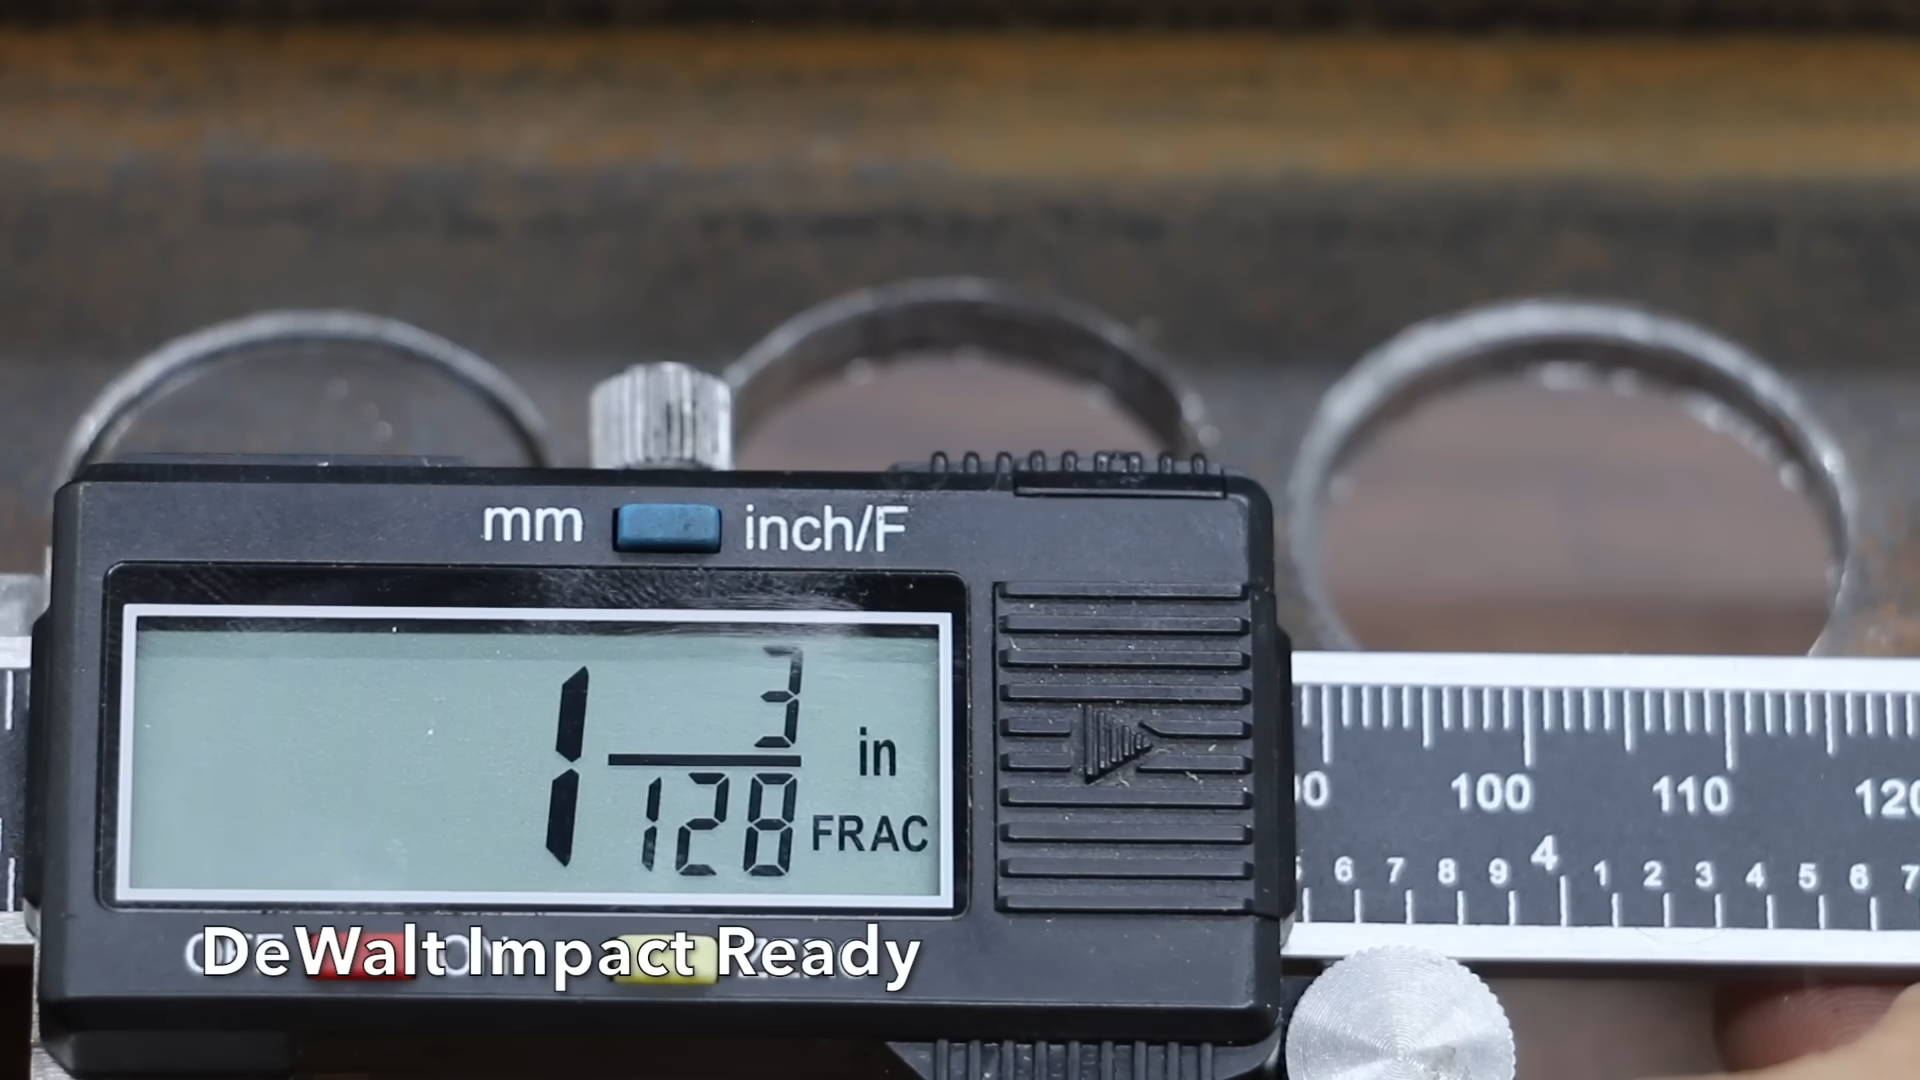 mm inch/F
1 3/128 in
FRAC
100 110 120
6 7 8 9 4 1 2 3 4 5 6 7
DeWalt Impact Ready